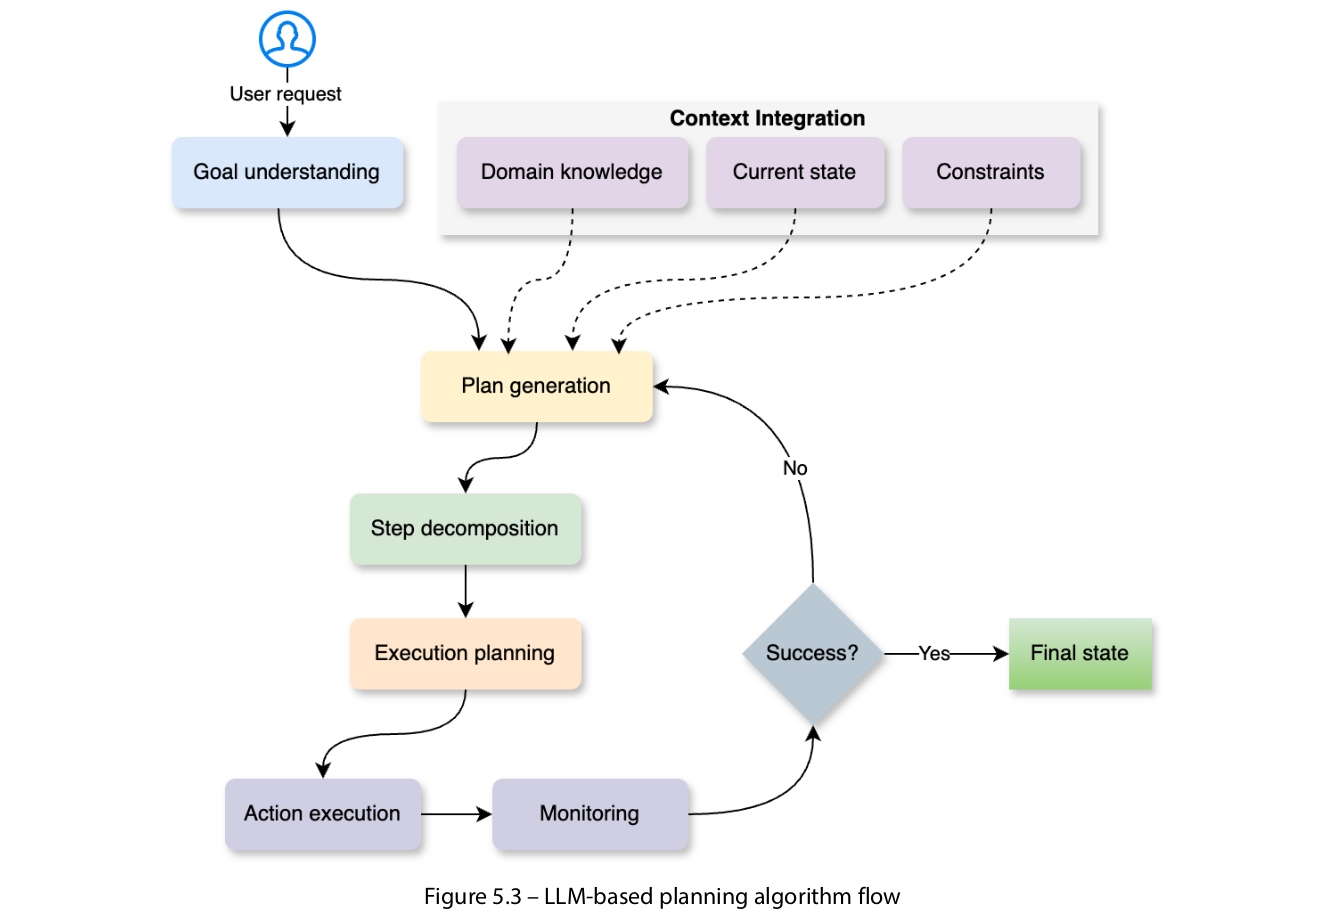 User request
Context Integration
Goal understanding
Domain knowledge
Current state
Constraints
Plan generation
No
Step decomposition
Execution planning
Success?
Yes
Final state
Action execution
Monitoring
Figure 5.3 – LLM-based planning algorithm flow